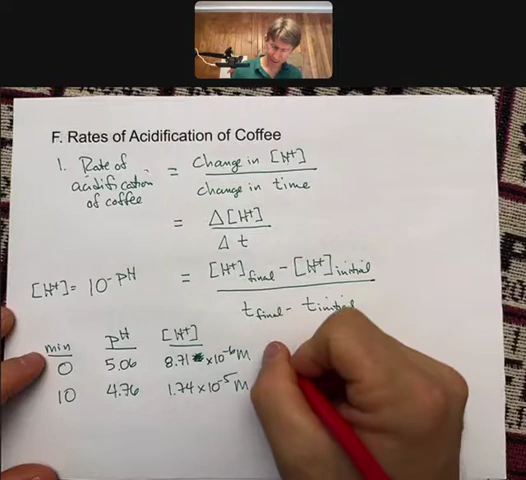 F. Rates of Acidification of Coffee
1. Rate of acidification of coffee = change in [H+] / change in time
= Δ[H+] / Δt
[H+] = 10^-pH = [H+]final - [H+]initial / tfinal - tinitial
min pH [H+]
0 5.06 8.71 x 10^-6 M
10 4.76 1.74 x 10^-5 M